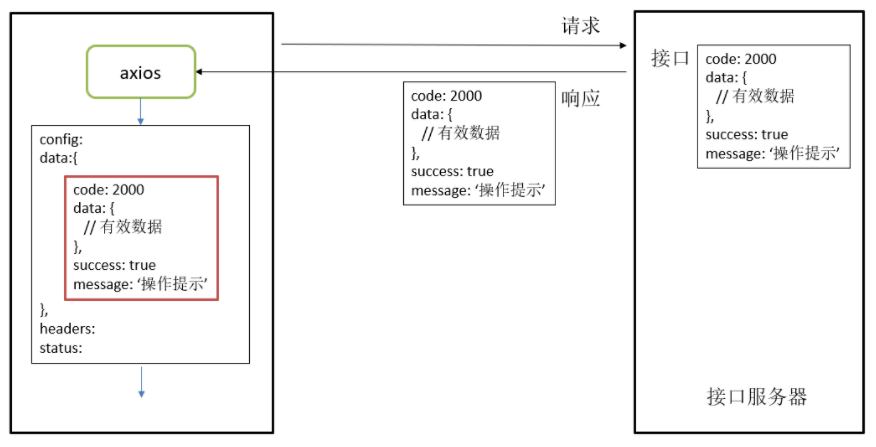 axios
config:
data:{
code: 2000
data: {
// 有效数据
},
success: true
message: ‘操作提示’
},
headers:
status:
请求
响应
code: 2000
data: {
// 有效数据
},
success: true
message: ‘操作提示’
接口
code: 2000
data: {
// 有效数据
},
success: true
message: ‘操作提示’
接口服务器